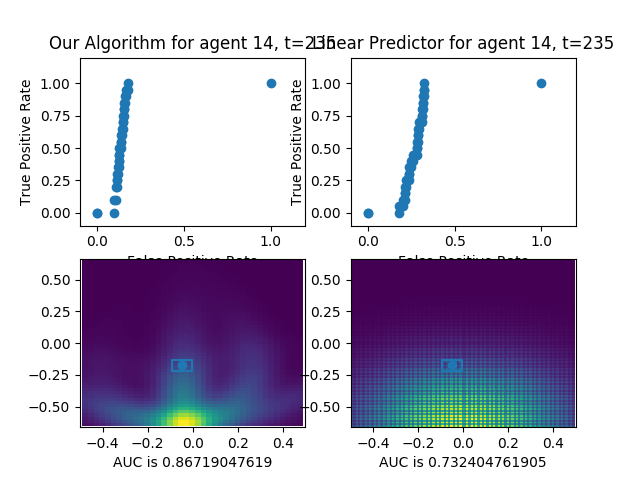 Our Algorithm for agent 14, t=235
Linear Predictor for agent 14, t=235
True Positive Rate
1.00
0.75
0.50
0.25
0.00
0.0 0.5 1.0
False Positive Rate
True Positive Rate
1.00
0.75
0.50
0.25
0.00
0.0 0.5 1.0
False Positive Rate
0.50
0.25
0.00
−0.25
−0.50
−0.4 −0.2 0.0 0.2 0.4
AUC is 0.86719047619
0.50
0.25
0.00
−0.25
−0.50
−0.4 −0.2 0.0 0.2 0.4
AUC is 0.732404761905